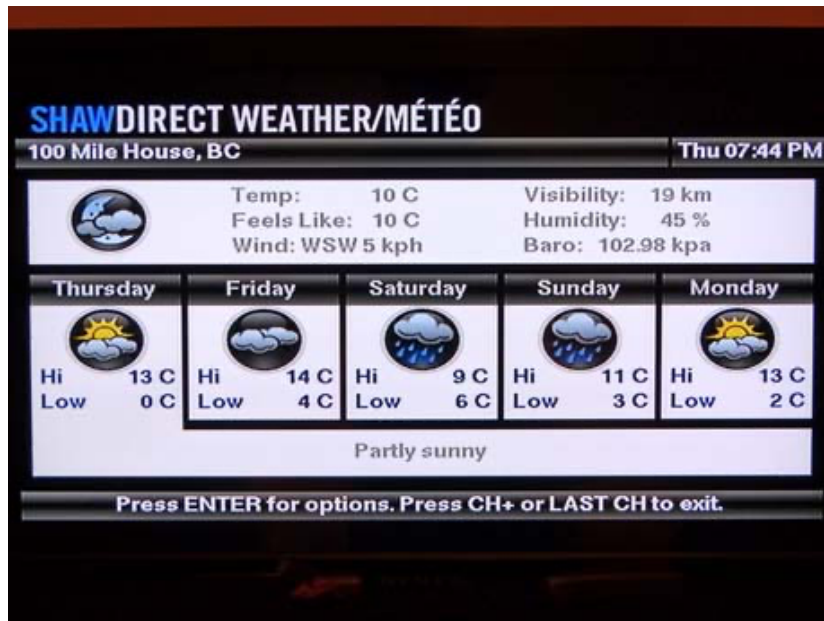 SHAWDIRECT WEATHER/MÉTÉO
100 Mile House, BC Thu 07:44 PM
Temp: 10 C Visibility: 19 km
Feels Like: 10 C Humidity: 45 %
Wind: WSW 5 kph Baro: 102.98 kpa
Thursday Friday Saturday Sunday Monday
Hi 13 C Hi 14 C Hi 9 C Hi 11 C Hi 13 C
Low 0 C Low 4 C Low 6 C Low 3 C Low 2 C
Partly sunny
Press ENTER for options. Press CH+ or LAST CH to exit.